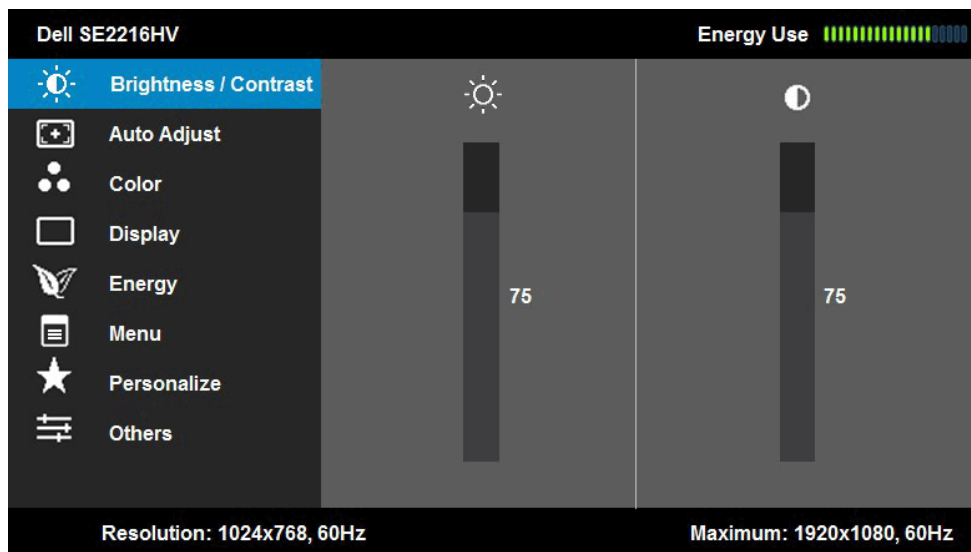 Dell SE2216HV
Energy Use
Brightness / Contrast
Auto Adjust
Color
Display
Energy
Menu
Personalize
Others
75
75
Resolution: 1024x768, 60Hz
Maximum: 1920x1080, 60Hz